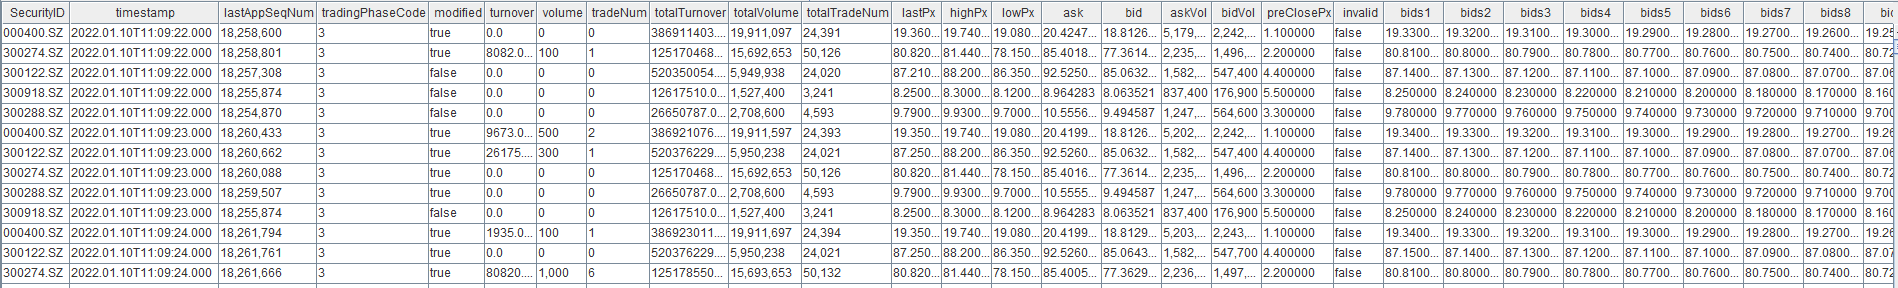 SecurityID timestamp lastAppSeqNum tradingPhaseCode modified turnover volume tradeNum totalTurnover totalVolume totalTradeNum lastPx highPx lowPx ask bid askVol bidVol preClosePx invalid bids1 bids2 bids3 bids4 bids5 bids6 bids7 bids8
000400.SZ 2022.01.10T11:09:22.000 18,258,600 3 true 0.0 0 0 386911403... 19,911,097 24,391 19.360... 19.740... 19.080... 20.4247... 18.8126... 5,179,... 2,242,... 1.100000 false 19.3300... 19.3200... 19.3100... 19.3000... 19.2900... 19.2800... 19.2700... 19.2600... 19.25
300274.SZ 2022.01.10T11:09:22.000 18,258,801 3 true 8082.0... 100 1 125170468... 15,692,653 50,126 80.820... 81.440... 78.150... 85.4018... 77.3614... 2,235,... 1,496,... 2.200000 false 80.8100... 80.8000... 80.7900... 80.7800... 80.7700... 80.7600... 80.7500... 80.7400... 80.72
300122.SZ 2022.01.10T11:09:22.000 18,257,308 3 false 0.0 0 0 520350054... 5,949,938 24,020 87.210... 88.200... 86.350... 92.5250... 85.0632... 1,582,... 547,400 4.400000 false 87.1400... 87.1300... 87.1200... 87.1100... 87.1000... 87.0900... 87.0800... 87.0700... 87.06
300918.SZ 2022.01.10T11:09:22.000 18,255,874 3 false 0.0 0 0 12617510.0... 1,527,400 3,241 8.2500... 8.3000... 8.1200... 8.964283 8.063521 837,400 176,900 5.500000 false 8.250000 8.240000 8.230000 8.220000 8.210000 8.200000 8.180000 8.170000 8.160
300288.SZ 2022.01.10T11:09:22.000 18,254,870 3 false 0.0 0 0 26650787.0... 2,708,600 4,593 9.7900... 9.9300... 9.7000... 10.5556... 9.494587 1,247,... 564,600 3.300000 false 9.780000 9.770000 9.760000 9.750000 9.740000 9.730000 9.720000 9.710000 9.700
000400.SZ 2022.01.10T11:09:23.000 18,260,433 3 true 9673.0... 500 2 386921076... 19,911,597 24,393 19.350... 19.740... 19.080... 20.4199... 18.8126... 5,202,... 2,242,... 1.100000 false 19.3400... 19.3300... 19.3200... 19.3100... 19.3000... 19.2900... 19.2800... 19.2700... 19.26
300122.SZ 2022.01.10T11:09:23.000 18,260,662 3 true 26175.... 300 1 520376229... 5,950,238 24,021 87.250... 88.200... 86.350... 92.5260... 85.0632... 1,582,... 547,400 4.400000 false 87.1400... 87.1300... 87.1200... 87.1100... 87.1000... 87.0900... 87.0800... 87.0700... 87.06
300274.SZ 2022.01.10T11:09:23.000 18,260,088 3 true 0.0 0 0 125170468... 15,692,653 50,126 80.820... 81.440... 78.150... 85.4016... 77.3614... 2,235,... 1,496,... 2.200000 false 80.8100... 80.8000... 80.7900... 80.7800... 80.7700... 80.7600... 80.7500... 80.7400... 80.72
300288.SZ 2022.01.10T11:09:23.000 18,259,507 3 true 0.0 0 0 26650787.0... 2,708,600 4,593 9.7900... 9.9300... 9.7000... 10.5555... 9.494587 1,247,... 564,600 3.300000 false 9.780000 9.770000 9.760000 9.750000 9.740000 9.730000 9.720000 9.710000 9.700
300918.SZ 2022.01.10T11:09:23.000 18,255,874 3 false 0.0 0 0 12617510.0... 1,527,400 3,241 8.2500... 8.3000... 8.1200... 8.964283 8.063521 837,400 176,900 5.500000 false 8.250000 8.240000 8.230000 8.220000 8.210000 8.200000 8.180000 8.170000 8.160
000400.SZ 2022.01.10T11:09:24.000 18,261,794 3 true 1935.0... 100 1 386923011... 19,911,697 24,394 19.350... 19.740... 19.080... 20.4199... 18.8129... 5,203,... 2,243,... 1.100000 false 19.3400... 19.3300... 19.3200... 19.3100... 19.3000... 19.2900... 19.2800... 19.2700... 19.26
300122.SZ 2022.01.10T11:09:24.000 18,261,761 3 true 0.0 0 0 520376229... 5,950,238 24,021 87.250... 88.200... 86.350... 92.5260... 85.0643... 1,582,... 547,700 4.400000 false 87.1500... 87.1400... 87.1300... 87.1200... 87.1100... 87.1000... 87.0900... 87.0800... 87.07
300274.SZ 2022.01.10T11:09:24.000 18,261,666 3 true 80820.... 1,000 6 125178550... 15,693,653 50,132 80.820... 81.440... 78.150... 85.4005... 77.3629... 2,236,... 1,497,... 2.200000 false 80.8100... 80.8000... 80.7900... 80.7800... 80.7700... 80.7600... 80.7500... 80.7400... 80.72